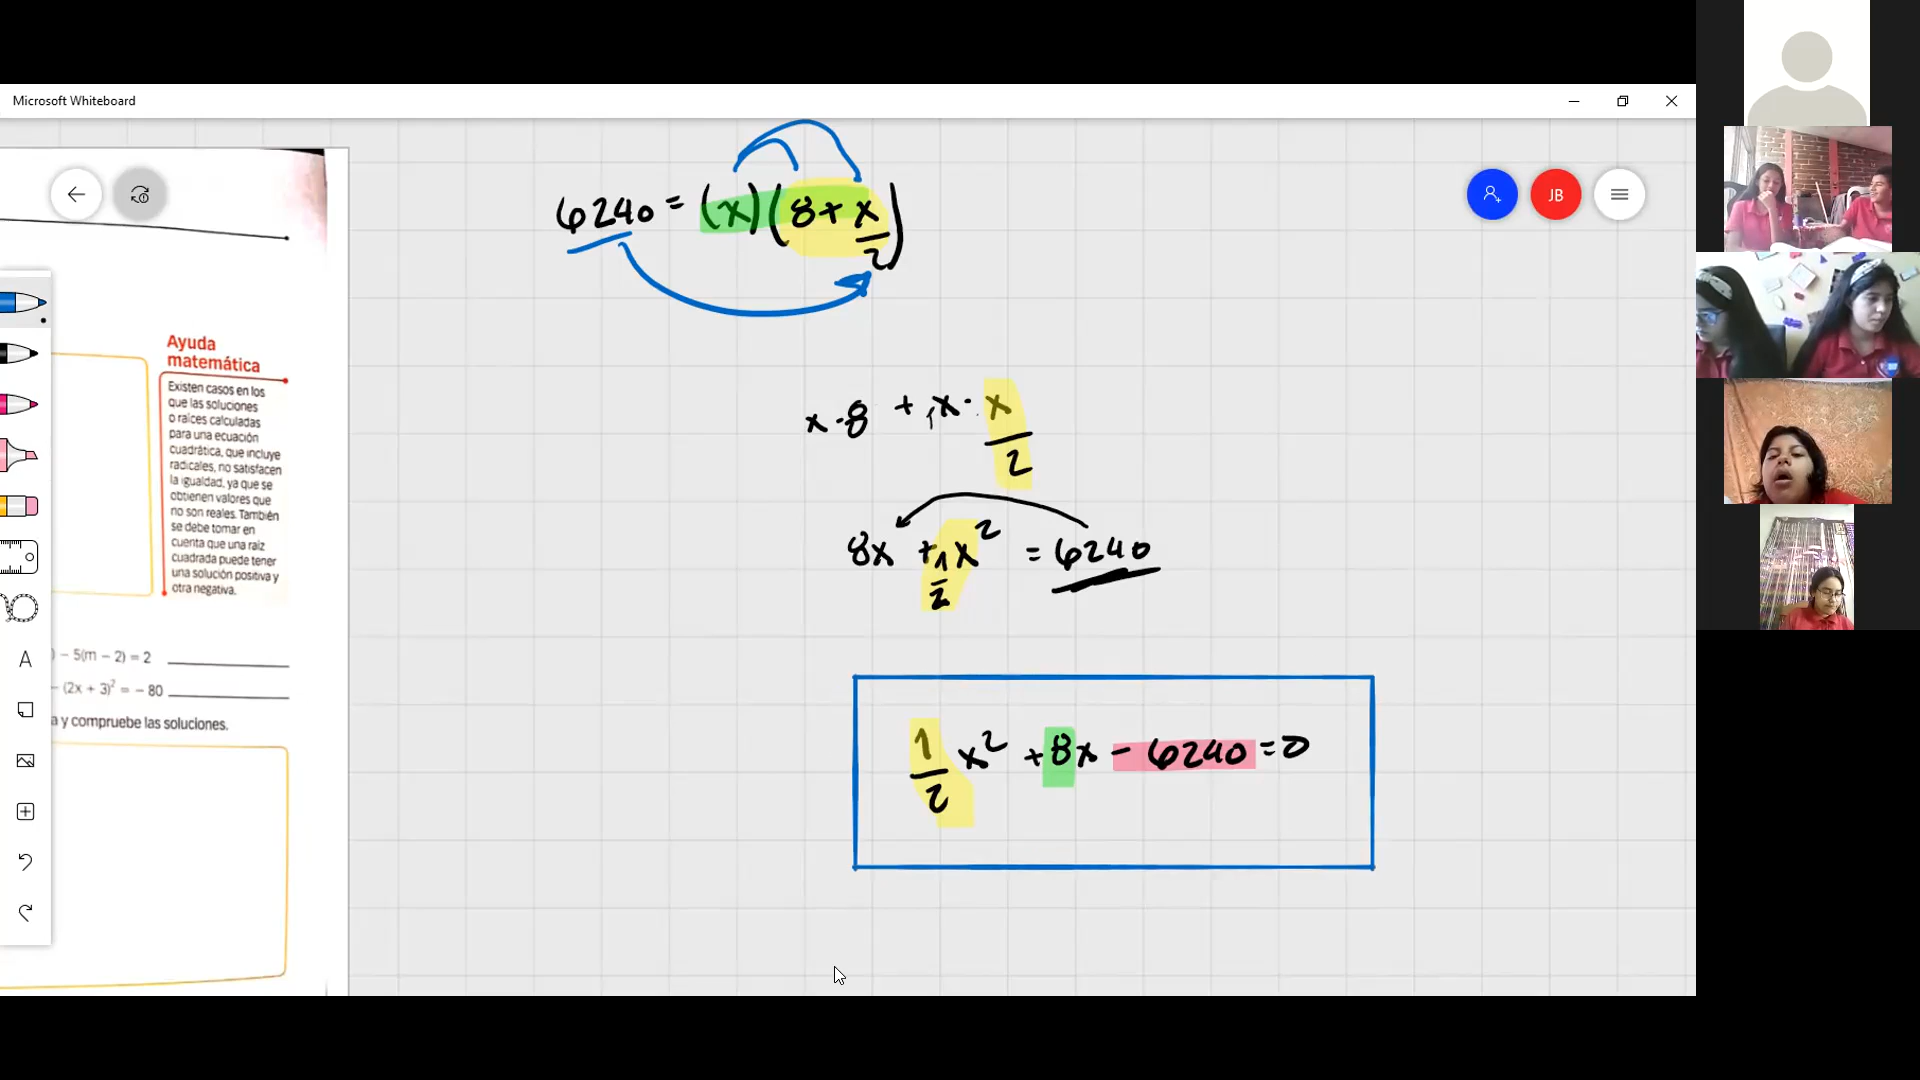 Microsoft Whiteboard
6240 = (x)(8+x/2)
JB
Ayuda
matemática
Existen casos en los
que las soluciones
o raíces calculadas
para una ecuación
cuadrática, que incluye
radicales, no satisfacen
la igualdad, ya que se
obtienen valores que
no son reales. También
se debe tomar en
cuenta que una raíz
cuadrada puede tener
una solución positiva y
otra negativa.
x·8 + 1x·x/2
8x +1/2x² = 6240
) − 5(m − 2) = 2
− (2x + 3)² = − 80
a y compruebe las soluciones.
1/2 x² + 8x − 6240 = 0
A